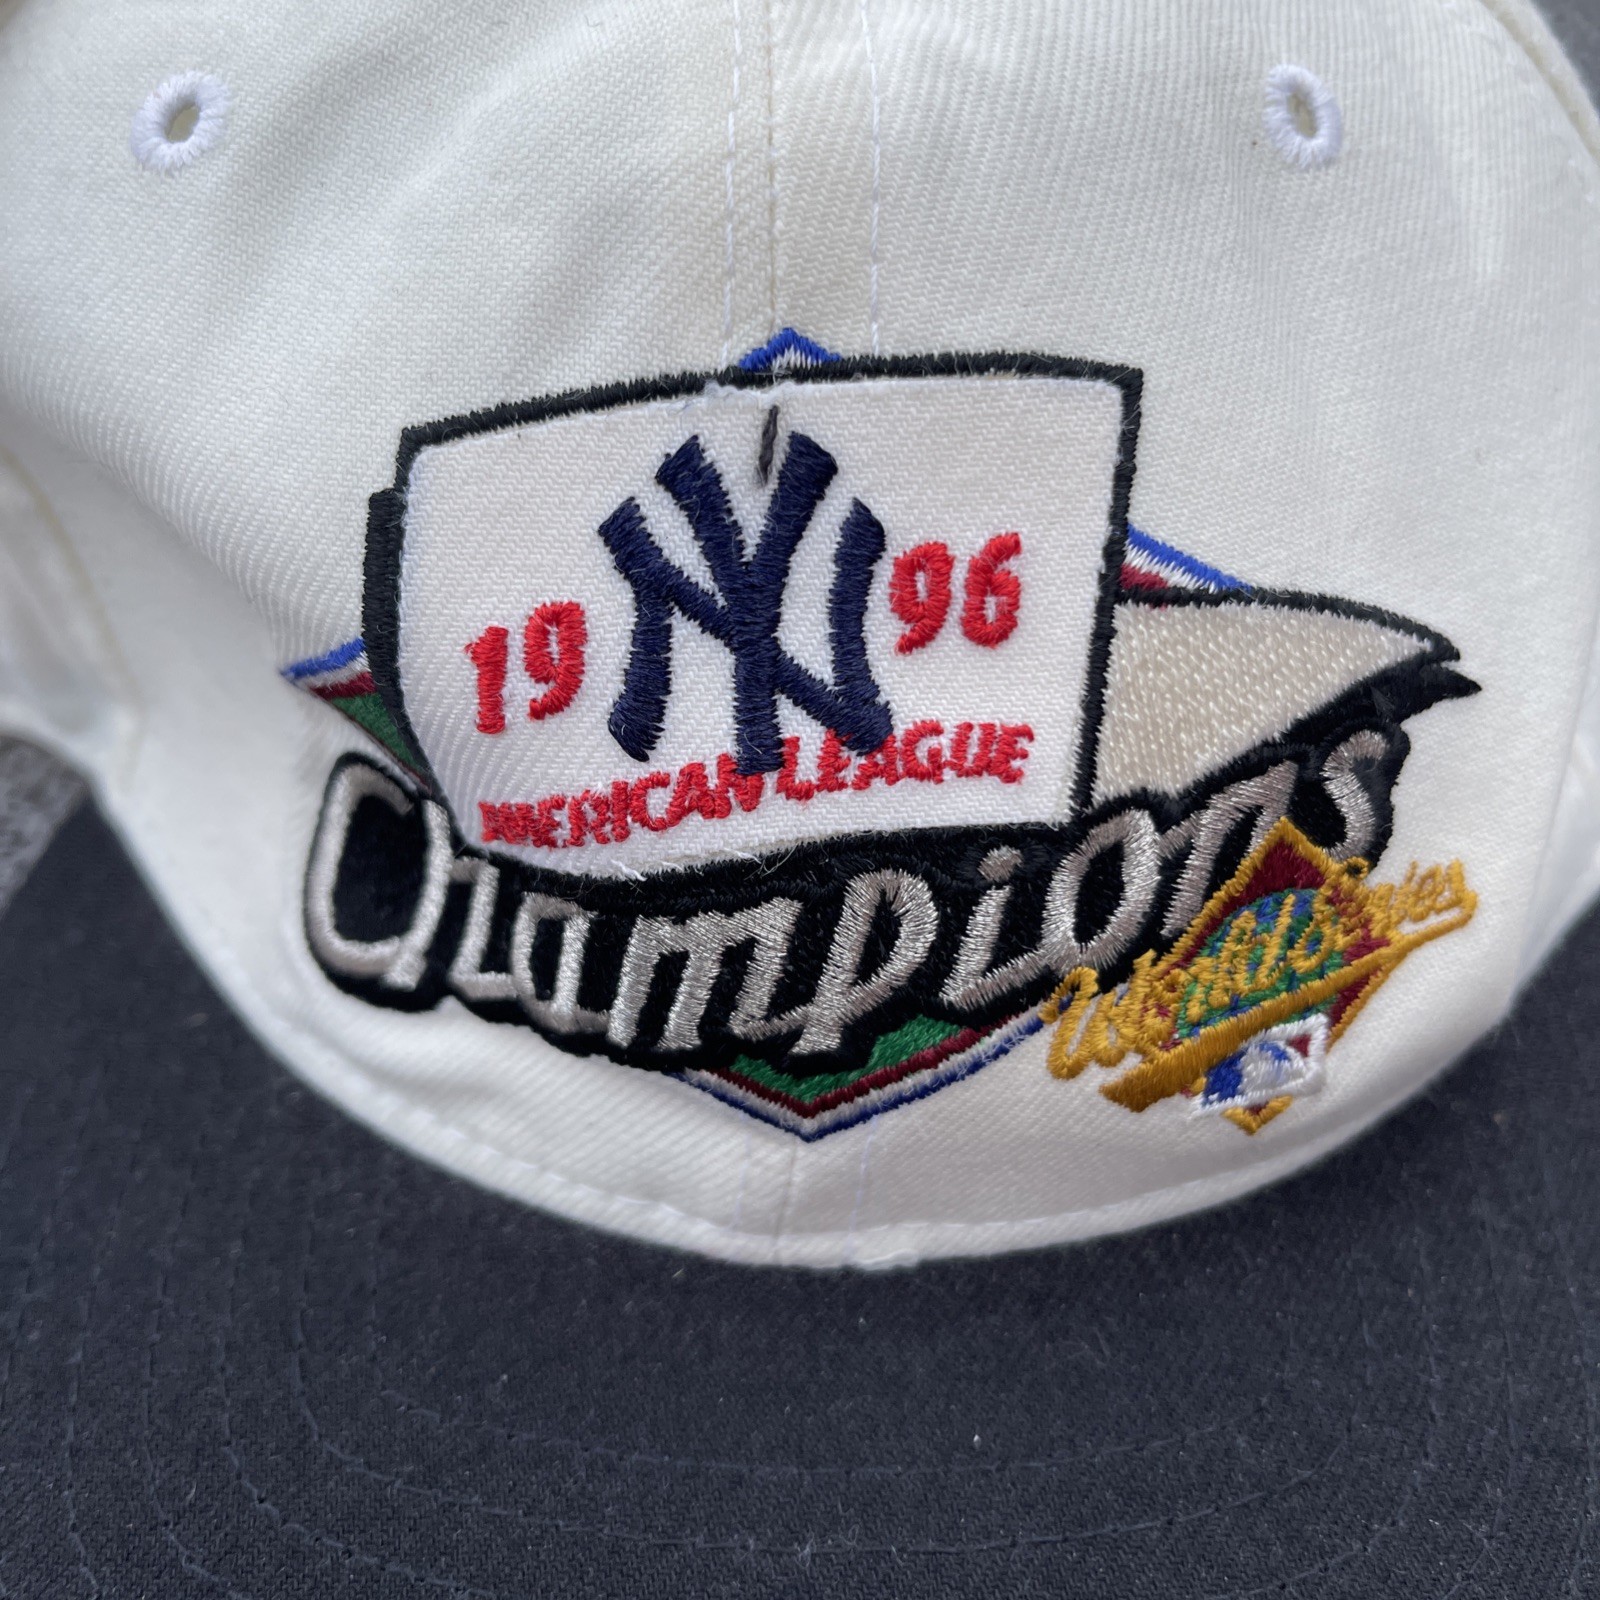 19 NY 96
AMERICAN LEAGUE
Champions
World Series